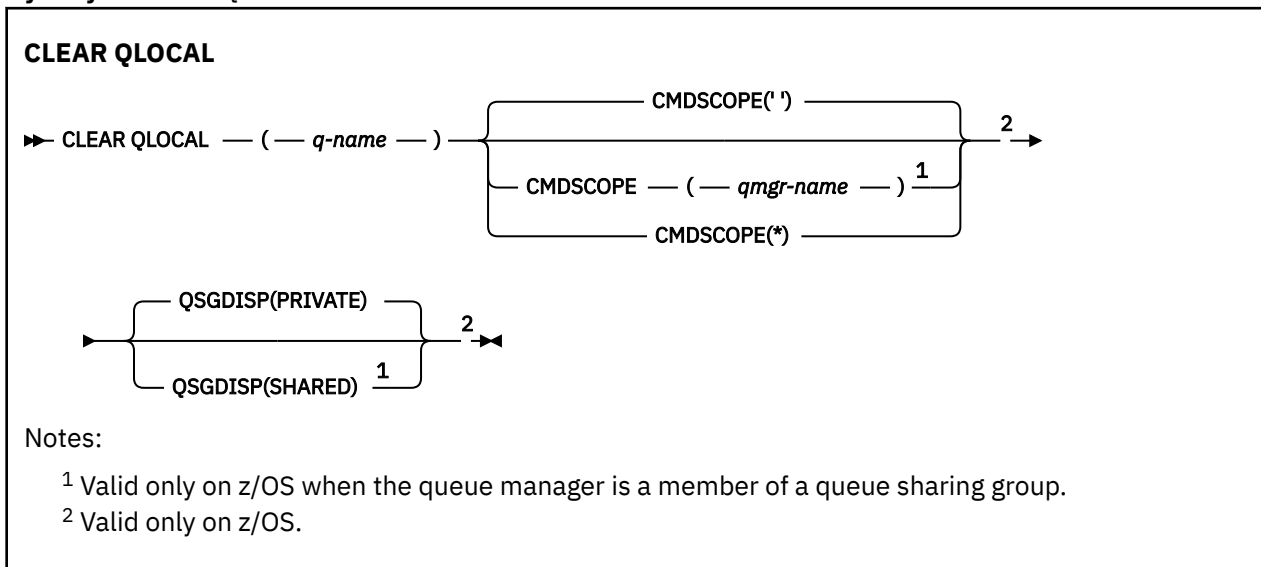 CLEAR QLOCAL
CMDSCOPE(' ')
CLEAR QLOCAL ( q-name ) 2
CMDSCOPE ( qmgr-name ) 1
CMDSCOPE(*)
QSGDISP(PRIVATE)
2
QSGDISP(SHARED) 1
Notes:
1 Valid only on z/OS when the queue manager is a member of a queue sharing group.
2 Valid only on z/OS.